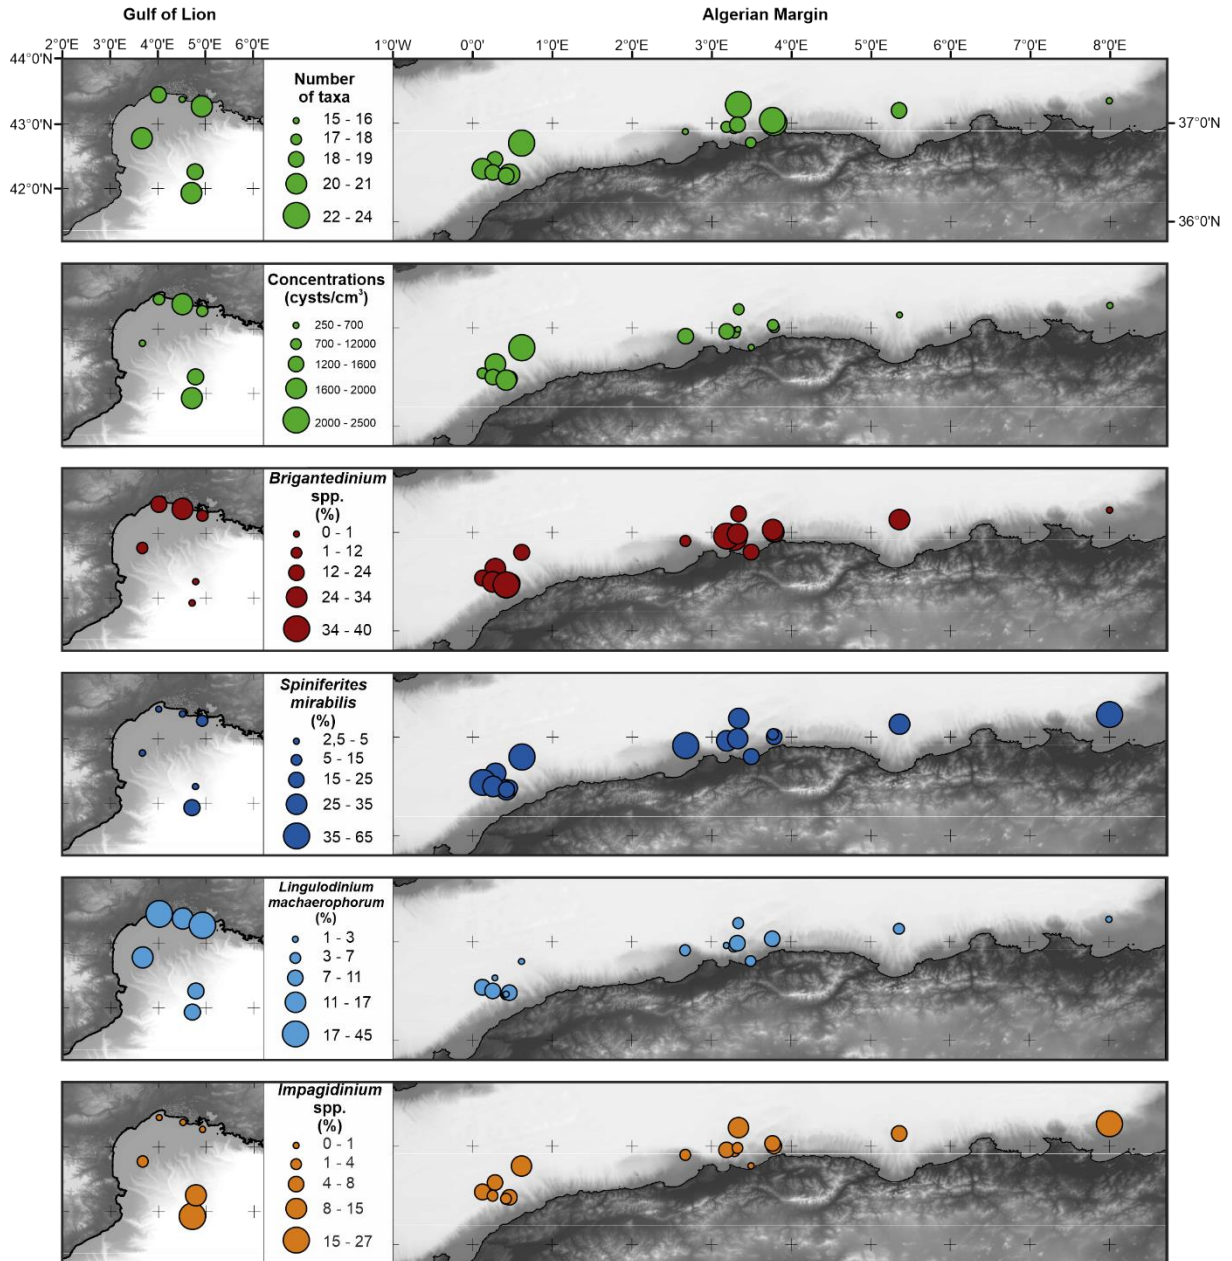 Gulf of Lion
Algerian Margin
2°0'E 3°0'E 4°0'E 5°0'E 6°0'E
1°0'W 0°0' 1°0'E 2°0'E 3°0'E 4°0'E 5°0'E 6°0'E 7°0'E 8°0'E
44°0'N
43°0'N
42°0'N
37°0'N
36°0'N
Number
of taxa
15 - 16
17 - 18
18 - 19
20 - 21
22 - 24
Concentrations
(cysts/cm³)
250 - 700
700 - 12000
1200 - 1600
1600 - 2000
2000 - 2500
Brigantedinium
spp.
(%)
0 - 1
1 - 12
12 - 24
24 - 34
34 - 40
Spiniferites
mirabilis
(%)
2,5 - 5
5 - 15
15 - 25
25 - 35
35 - 65
Lingulodinium
machaerophorum
(%)
1 - 3
3 - 7
7 - 11
11 - 17
17 - 45
Impagidinium
spp.
(%)
0 - 1
1 - 4
4 - 8
8 - 15
15 - 27